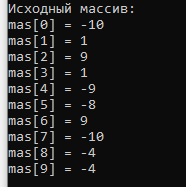 Исходный массив:
mas[0] = -10
mas[1] = 1
mas[2] = 9
mas[3] = 1
mas[4] = -9
mas[5] = -8
mas[6] = 9
mas[7] = -10
mas[8] = -4
mas[9] = -4